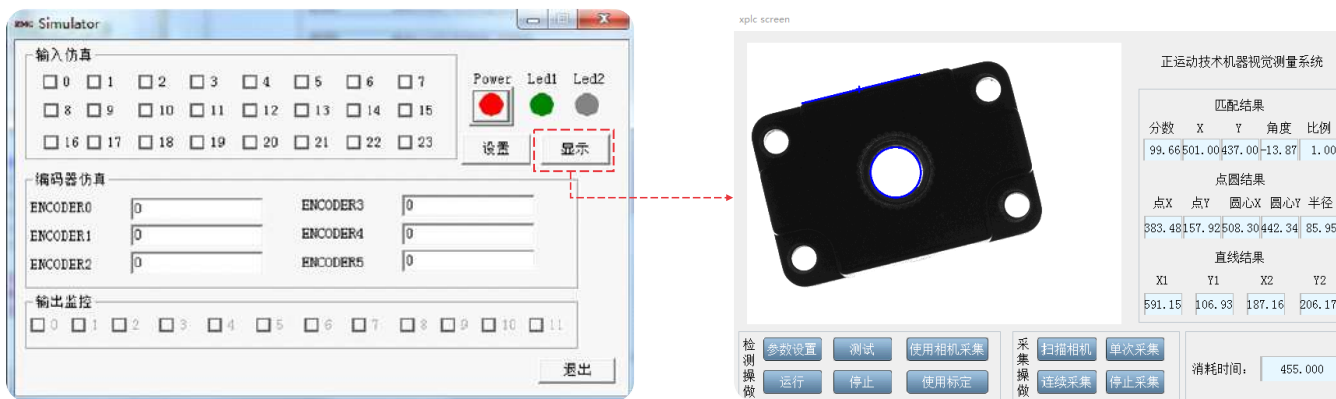 ZMC Simulator
输入仿真
0 1 2 3 4 5 6 7
8 9 10 11 12 13 14 15
16 17 18 19 20 21 22 23
Power Led1 Led2
设置 显示
编码器仿真
ENCODER0 0 ENCODER3 0
ENCODER1 0 ENCODER4 0
ENCODER2 0 ENCODER5 0
输出监控
0 1 2 3 4 5 6 7 8 9 10 11
退出
xplc screen
正运动技术机器视觉测量系统
匹配结果
分数 X Y 角度 比例
99.66 501.00 437.00 -13.87 1.00
点圆结果
点X 点Y 圆心X 圆心Y 半径
383.48 157.92 508.30 442.34 85.95
直线结果
X1 Y1 X2 Y2
591.15 106.93 187.16 206.17
检测操做
参数设置 测试 使用相机采集
运行 停止 使用标定
采集操做
扫描相机 单次采集
连续采集 停止采集
消耗时间: 455.000